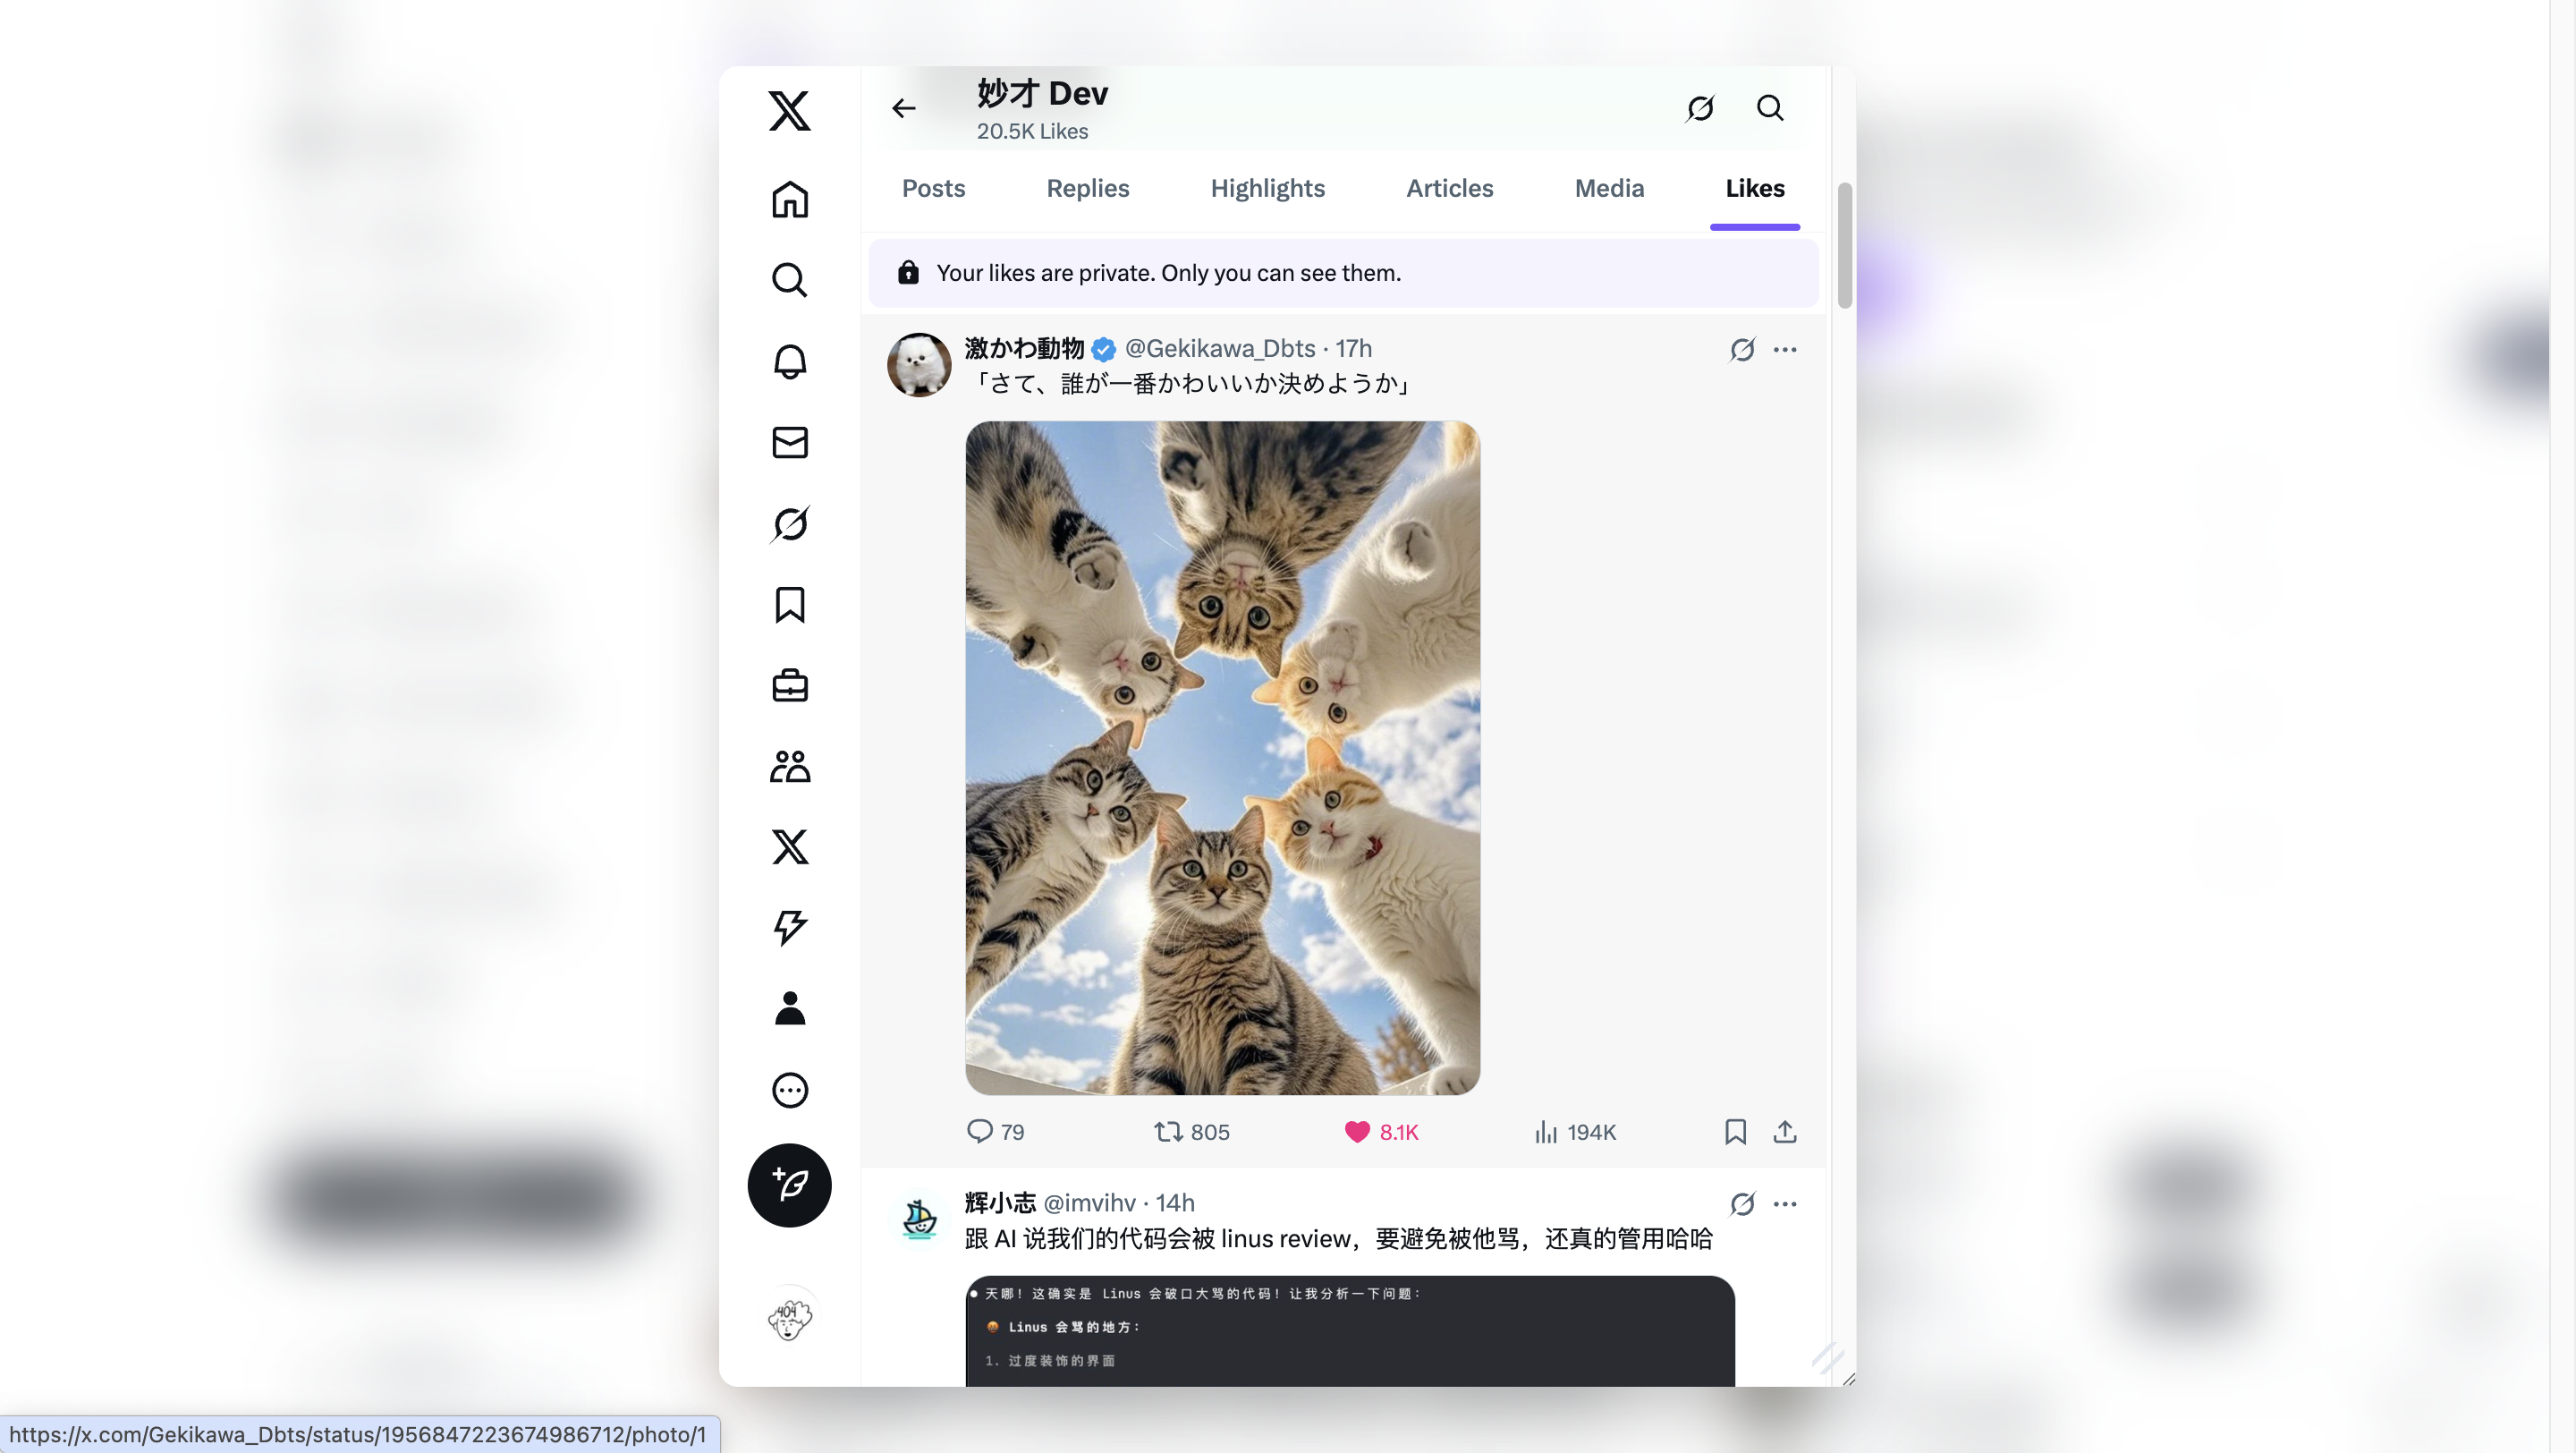 妙才 Dev
20.5K Likes
Posts Replies Highlights Articles Media Likes
Your likes are private. Only you can see them.
激かわ動物 @Gekikawa_Dbts · 17h
「さて、誰が一番かわいいか決めようか」
79 805 8.1K 194K
辉小志 @imvihv · 14h
跟 AI 说我们的代码会被 linus review，要避免被他骂，还真的管用哈哈
天哪！这确实是 Linus 会破口大骂的代码！让我分析一下问题：
Linus 会骂的地方：
1. 过度装饰的界面
404
https://x.com/Gekikawa_Dbts/status/1956847223674986712/photo/1